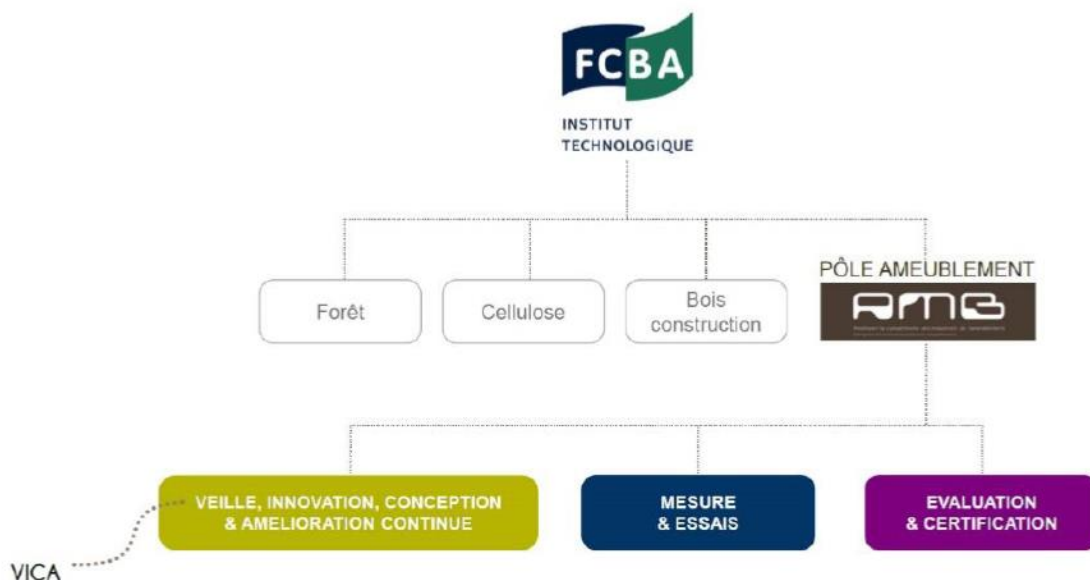 FCBA
INSTITUT
TECHNOLOGIQUE
PÔLE AMEUBLEMENT
Forêt
Cellulose
Bois
construction
AMB
VEILLE, INNOVATION, CONCEPTION
& AMELIORATION CONTINUE
MESURE
& ESSAIS
EVALUATION
& CERTIFICATION
VICA